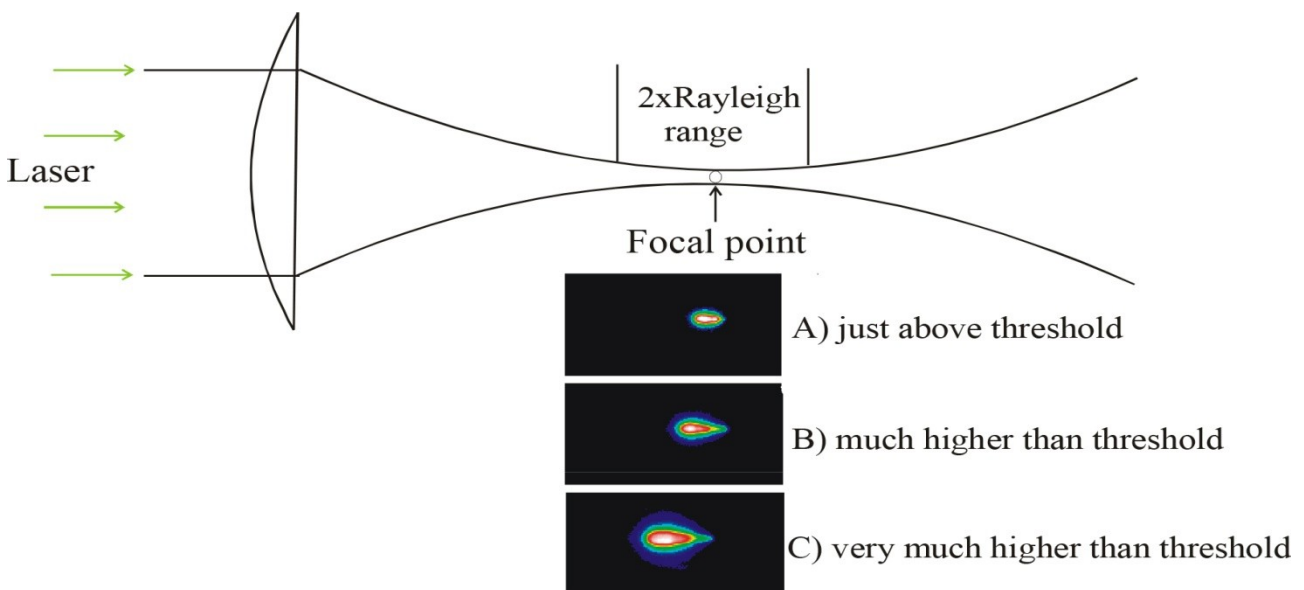 2xRayleigh
range
Laser
Focal point
A) just above threshold
B) much higher than threshold
C) very much higher than threshold